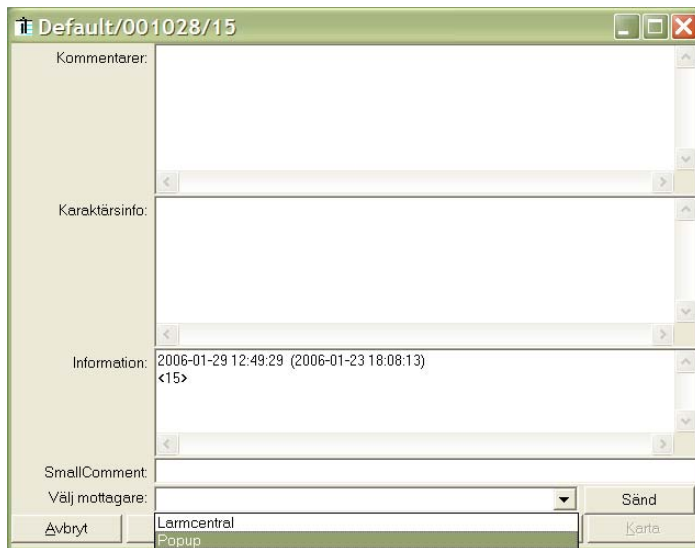 Default/001028/15
Kommentarer:
Karaktärsinfo:
Information: 2006-01-29 12:49:29 (2006-01-23 18:08:13)
<15>
SmallComment:
Välj mottagare: Sänd
Avbryt Larmcentral Karta
Popup